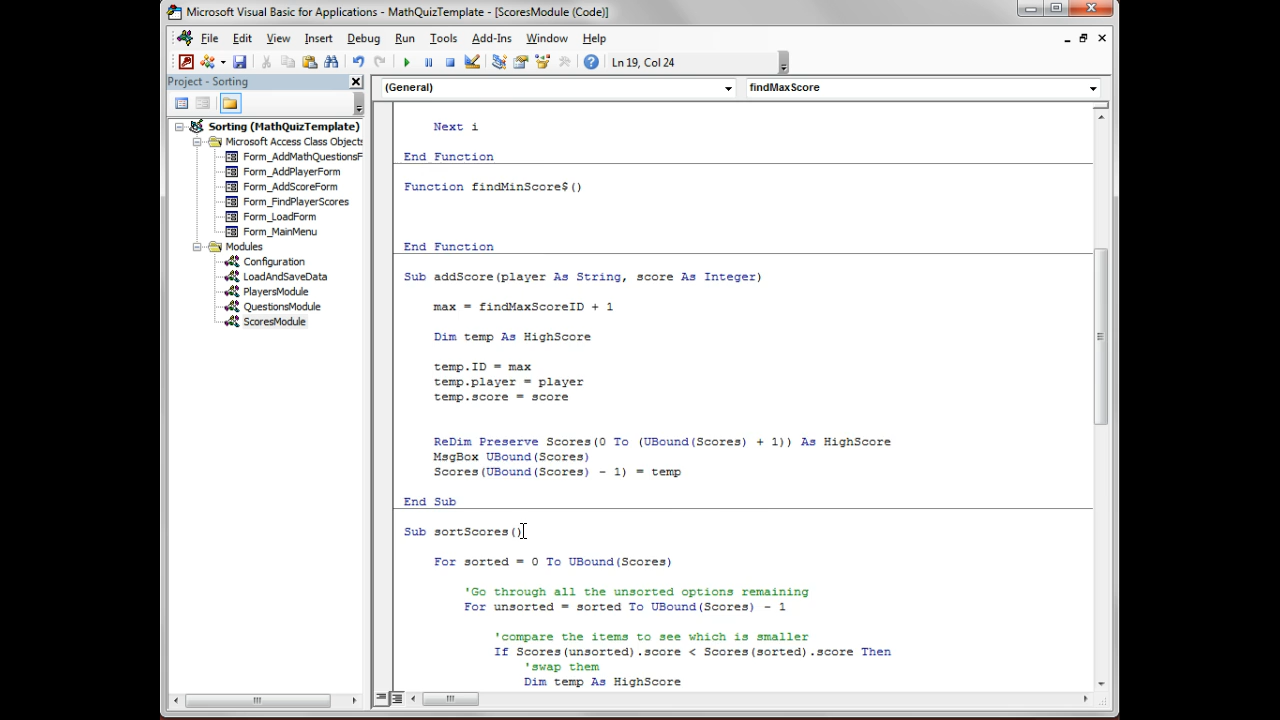 Microsoft Visual Basic for Applications - MathQuizTemplate - [ScoresModule (Code)]
File Edit View Insert Debug Run Tools Add-Ins Window Help
Ln 19, Col 24
Project - Sorting
(General)
findMaxScore
Sorting (MathQuizTemplate)
Microsoft Access Class Objects
Form_AddMathQuestionsF
Form_AddPlayerForm
Form_AddScoreForm
Form_FindPlayerScores
Form_LoadForm
Form_MainMenu
Modules
Configuration
LoadAndSaveData
PlayersModule
QuestionsModule
ScoresModule
Next i
End Function
Function findMinScore$()
End Function
Sub addScore(player As String, score As Integer)
max = findMaxScoreID + 1
Dim temp As HighScore
temp.ID = max
temp.player = player
temp.score = score
ReDim Preserve Scores(0 To (UBound(Scores) + 1)) As HighScore
MsgBox UBound(Scores)
Scores(UBound(Scores) - 1) = temp
End Sub
Sub sortScores()
For sorted = 0 To UBound(Scores)
'Go through all the unsorted options remaining
For unsorted = sorted To UBound(Scores) - 1
'compare the items to see which is smaller
If Scores(unsorted).score < Scores(sorted).score Then
'swap them
Dim temp As HighScore